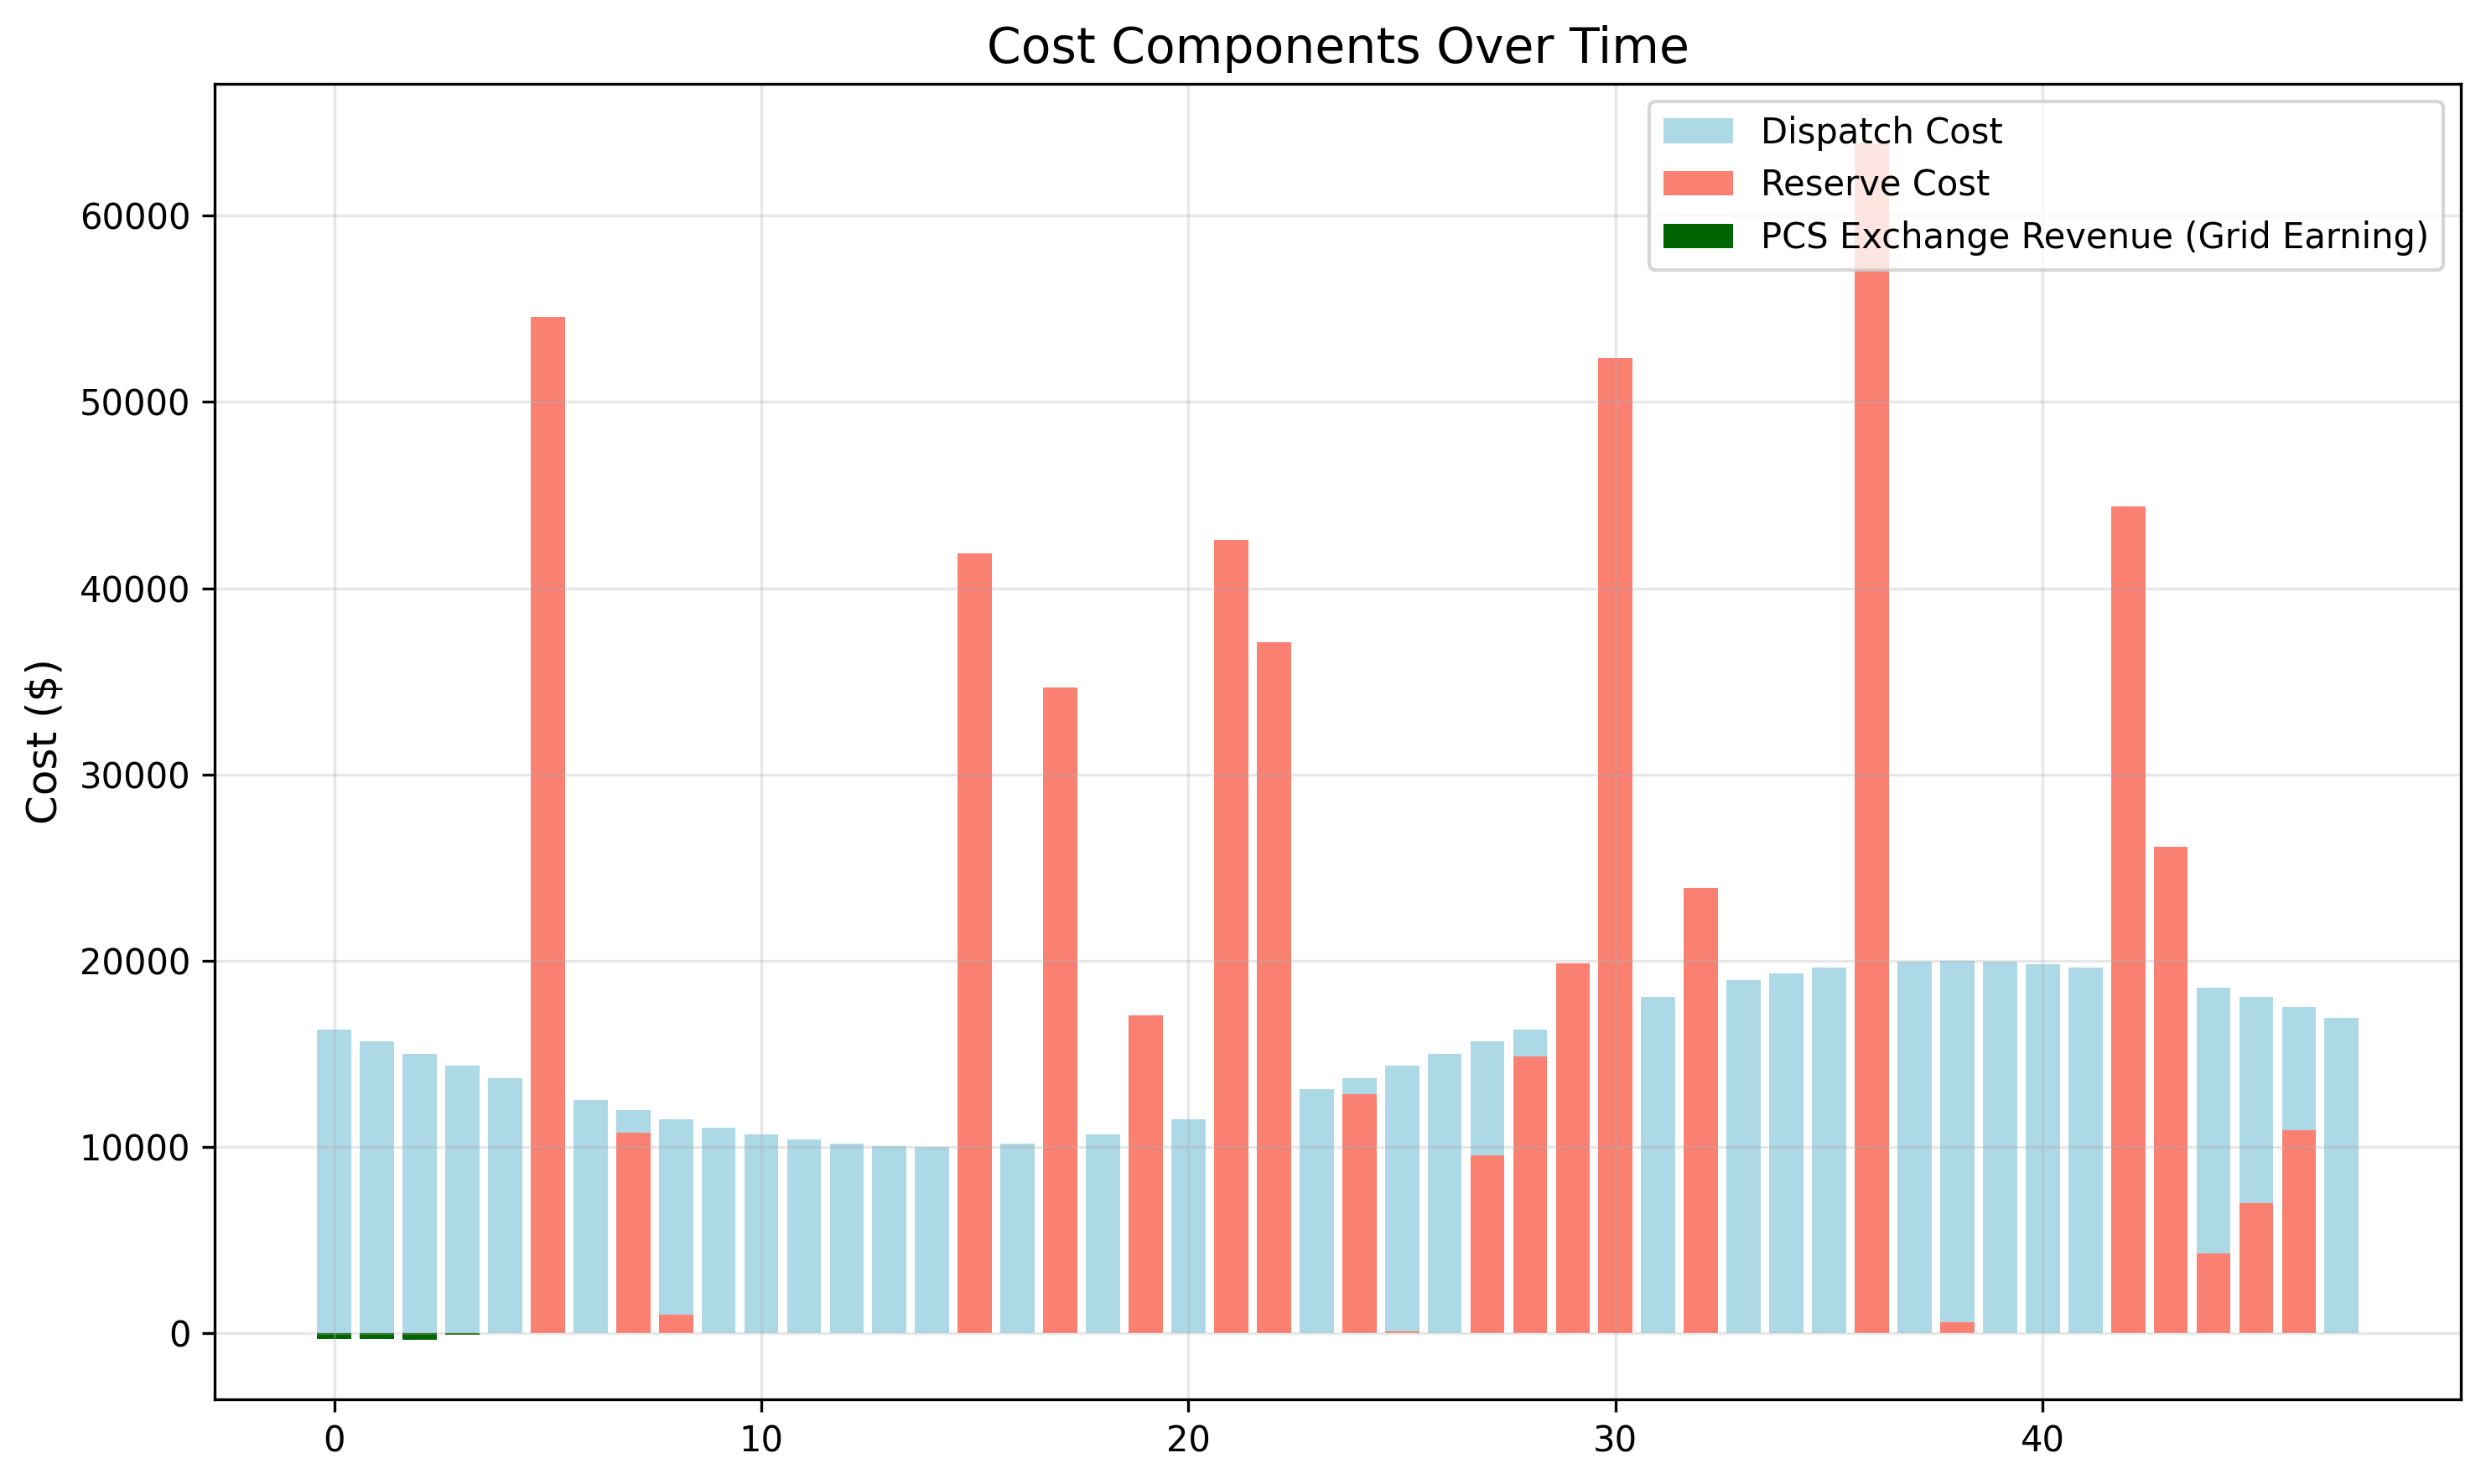 Cost Components Over Time
Dispatch Cost
Reserve Cost
PCS Exchange Revenue (Grid Earning)
Cost ($)
60000
50000
40000
30000
20000
10000
0
0 10 20 30 40